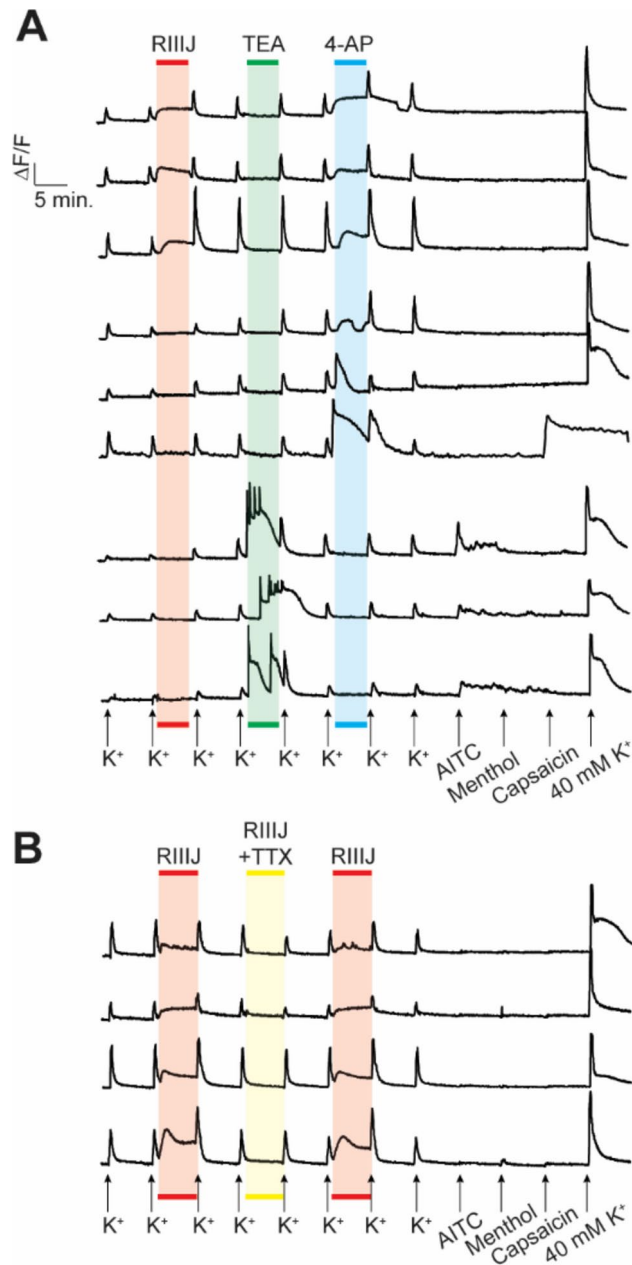 A
RIIIJ TEA 4-AP
ΔF/F
5 min.
K⁺ K⁺ K⁺ K⁺ K⁺ K⁺ K⁺ K⁺ AITC Menthol Capsaicin 40 mM K⁺
B
RIIIJ
RIIIJ +TTX RIIIJ
K⁺ K⁺ K⁺ K⁺ K⁺ K⁺ K⁺ K⁺ AITC Menthol Capsaicin 40 mM K⁺